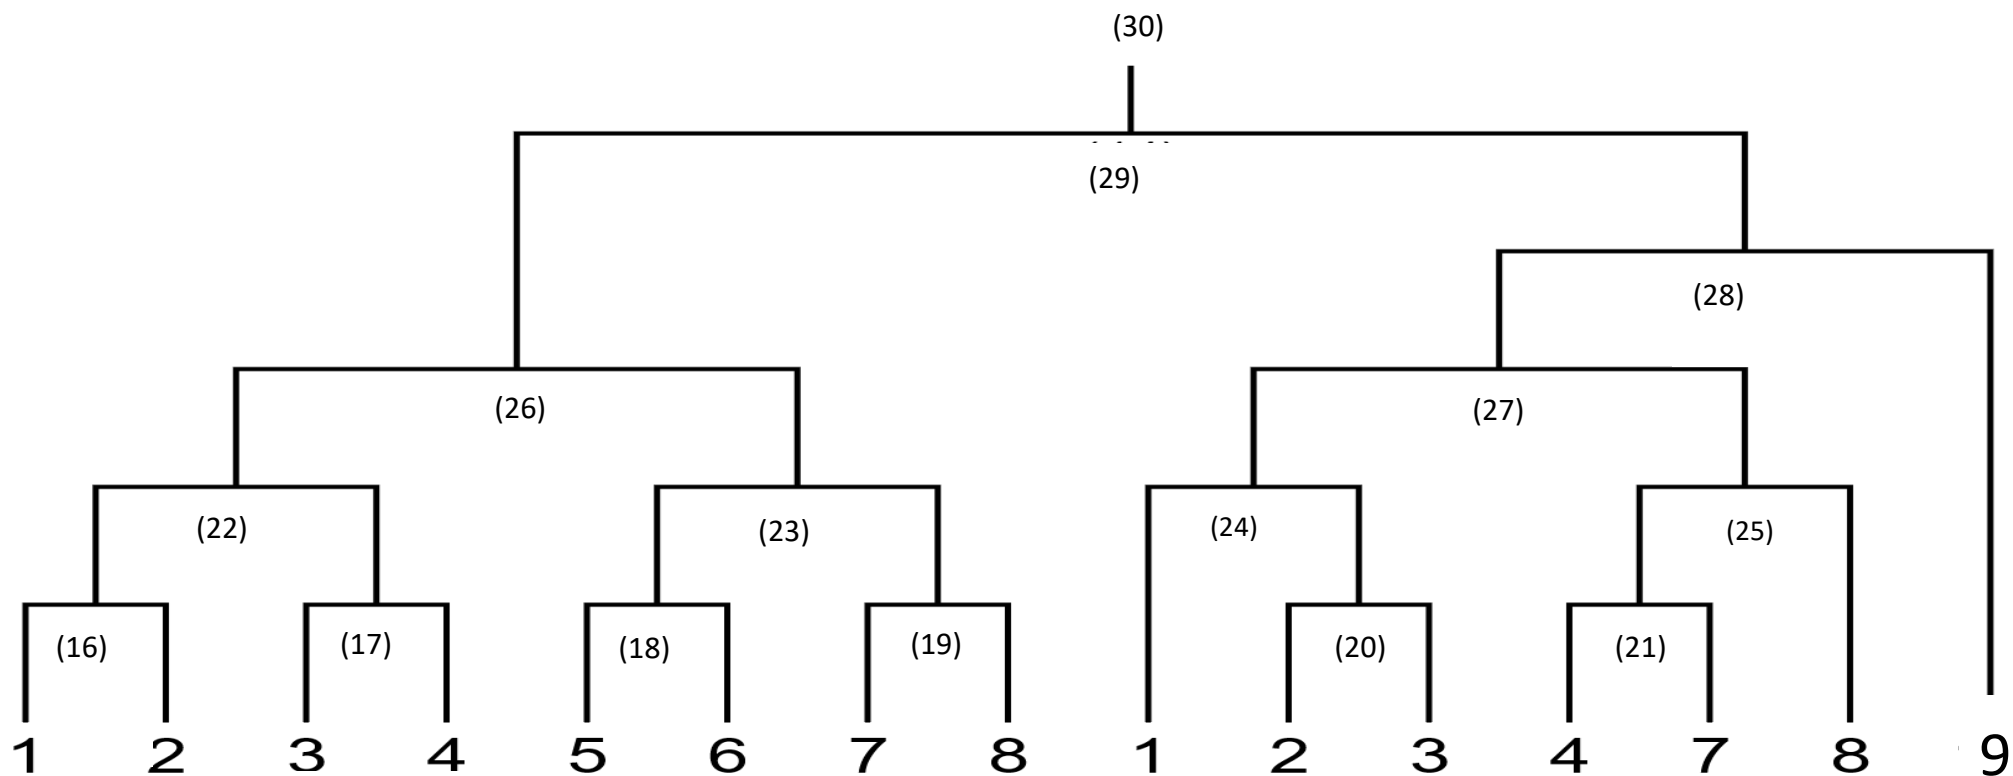 (30)
(29)
(28)
(26) (27)
(22) (23) (24) (25)
(16) (17) (18) (19) (20) (21)
1 2 3 4 5 6 7 8 1 2 3 4 7 8 9